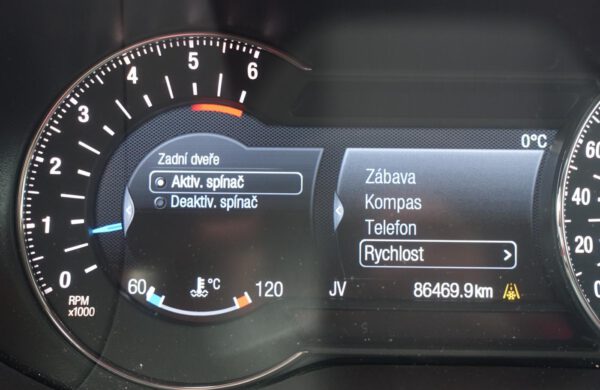 0
1
2
3
4
5
6
RPM
x1000
Zadní dveře
Aktiv. spínač
Deaktiv. spínač
60 °C 120
0°C
Zábava
Kompas
Telefon
Rychlost >
JV 86469.9km
60
40
20
0